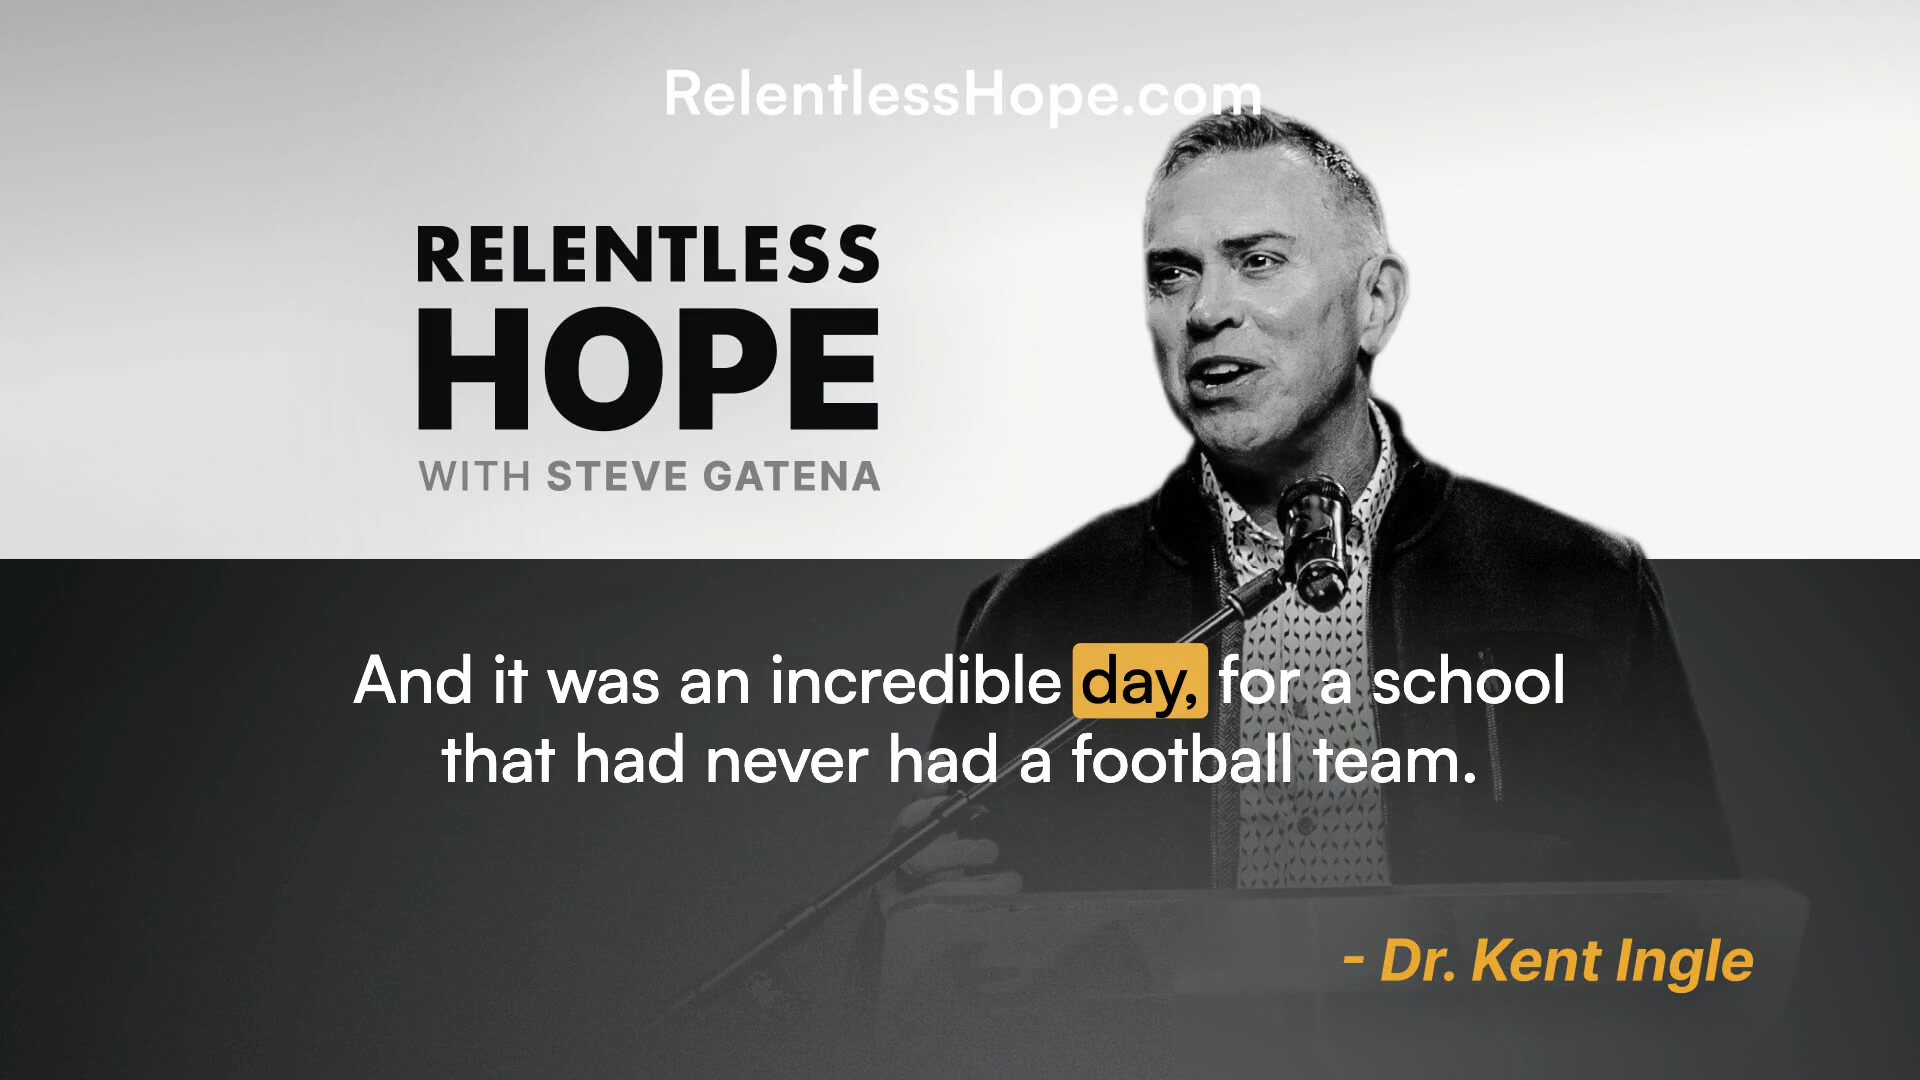 RelentlessHope.com
RELENTLESS
HOPE
WITH STEVE GATENA
And it was an incredible day, for a school
that had never had a football team.
- Dr. Kent Ingle